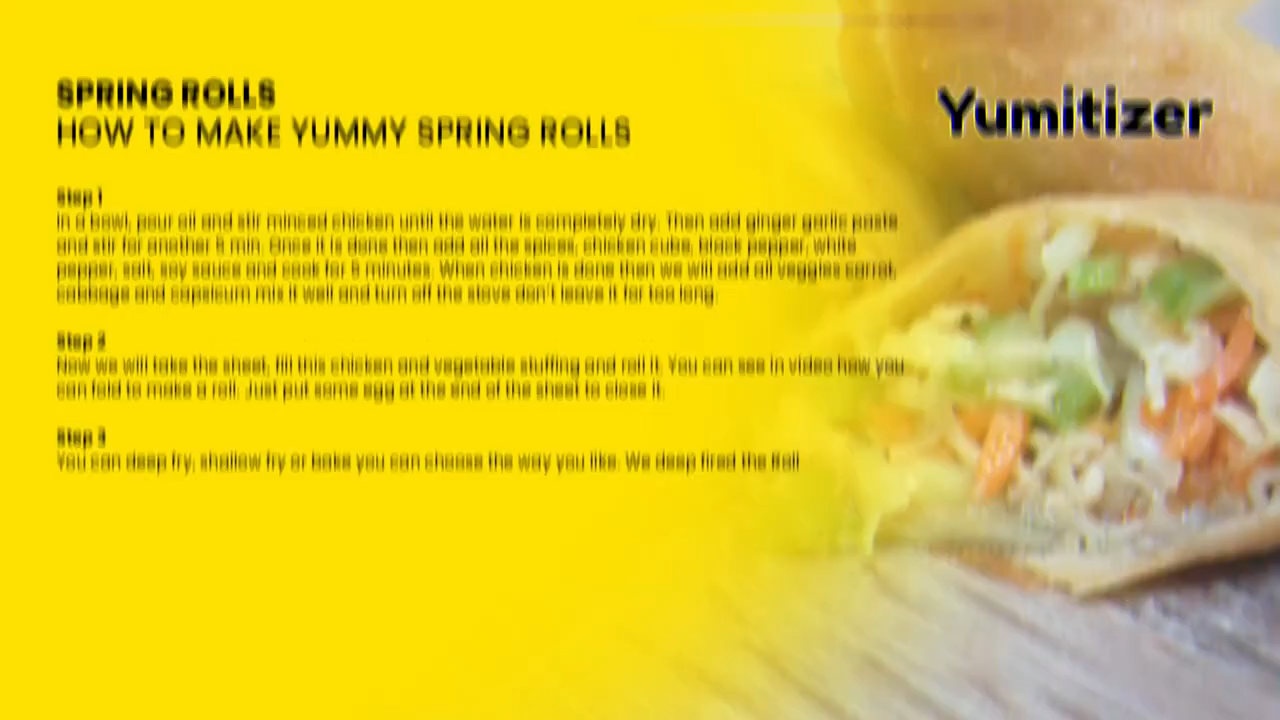 SPRING ROLLS
HOW TO MAKE YUMMY SPRING ROLLS
Yumitizer
Step 1
In a bowl, pour oil and stir minced chicken until the water is completely dry. Then add ginger garlic paste
and stir for another 5 min. Once it is done then add all the spices, chicken cube, black pepper, white
pepper, salt, soy sauce and cook for 5 minutes. When chicken is done then we will add all veggies carrot,
cabbage and capsicum mix it well and turn off the stove don't leave it for too long.
Step 2
Now we will take the sheet, fill this chicken and vegetable stuffing and roll it. You can see in video how you
can fold to make a roll. Just put some egg at the end of the sheet to close it.
Step 3
You can deep fry, shallow fry or bake you can choose the way you like. We deep fired the Roll